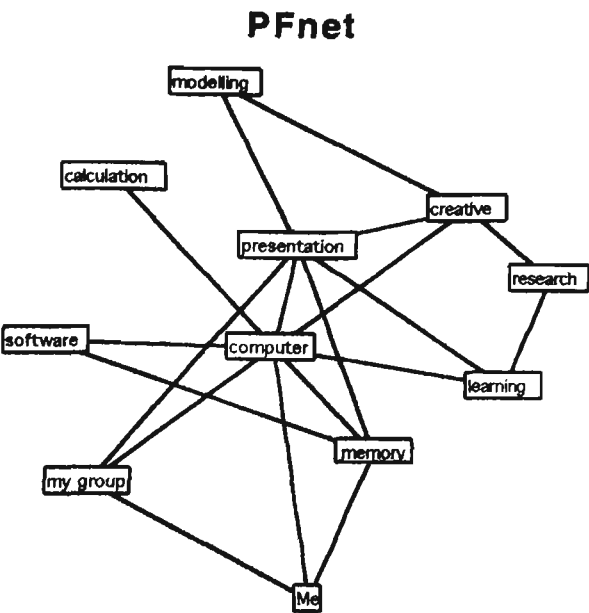 PFnet
modelling
calculation
creative
presentation
research
software
computer
learning
memory
my group
Me